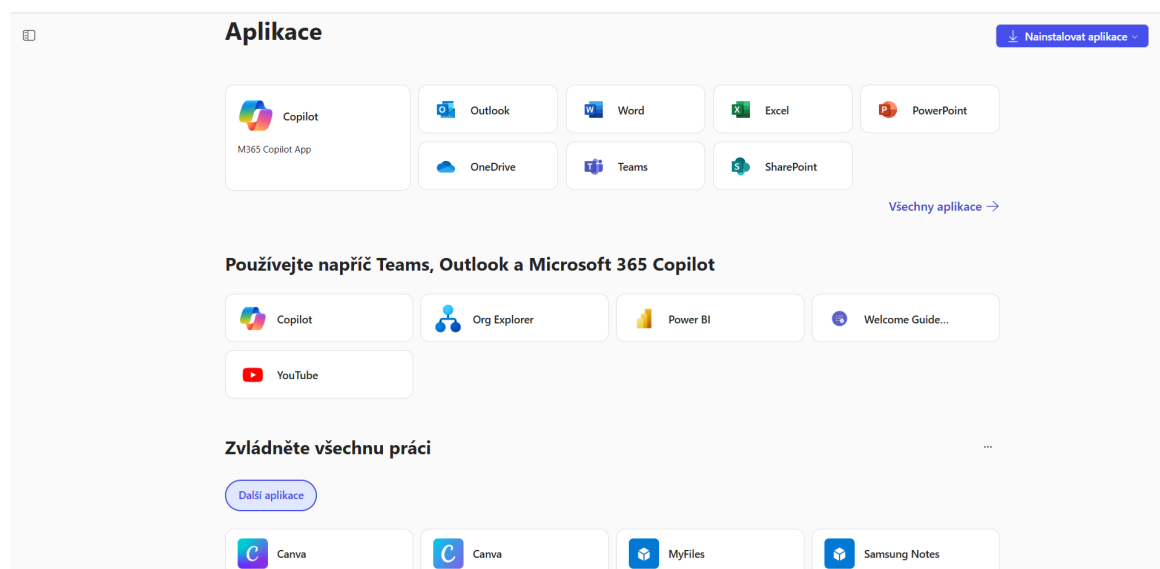 Aplikace
Nainstalovat aplikace
Copilot
M365 Copilot App
Outlook
Word
Excel
PowerPoint
OneDrive
Teams
SharePoint
Všechny aplikace
Používejte napříč Teams, Outlook a Microsoft 365 Copilot
Copilot
Org Explorer
Power BI
Welcome Guide...
YouTube
Zvládněte všechnu práci
...
Další aplikace
Canva
Canva
MyFiles
Samsung Notes